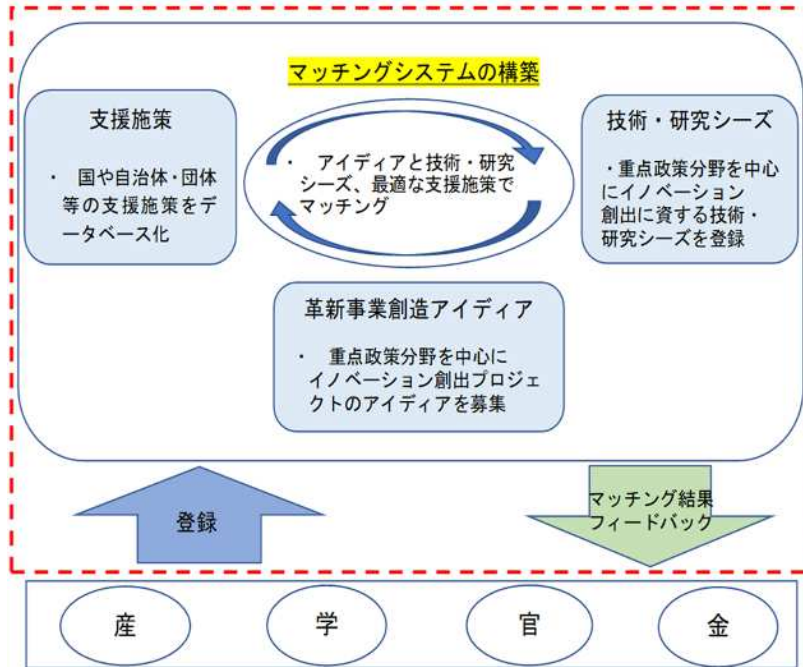 マッチングシステムの構築
支援施策
・　国や自治体・団体
等の支援施策をデ
ータベース化
・　アイディアと技術・研究
シーズ、最適な支援施策で
マッチング
技術・研究シーズ
・重点政策分野を中心
にイノベーション
創出に資する技術・
研究シーズを登録
革新事業創造アイディア
・　重点政策分野を中心に
イノベーション創出プロジェ
クトのアイディアを募集
登録
マッチング結果
フィードバック
産
学
官
金